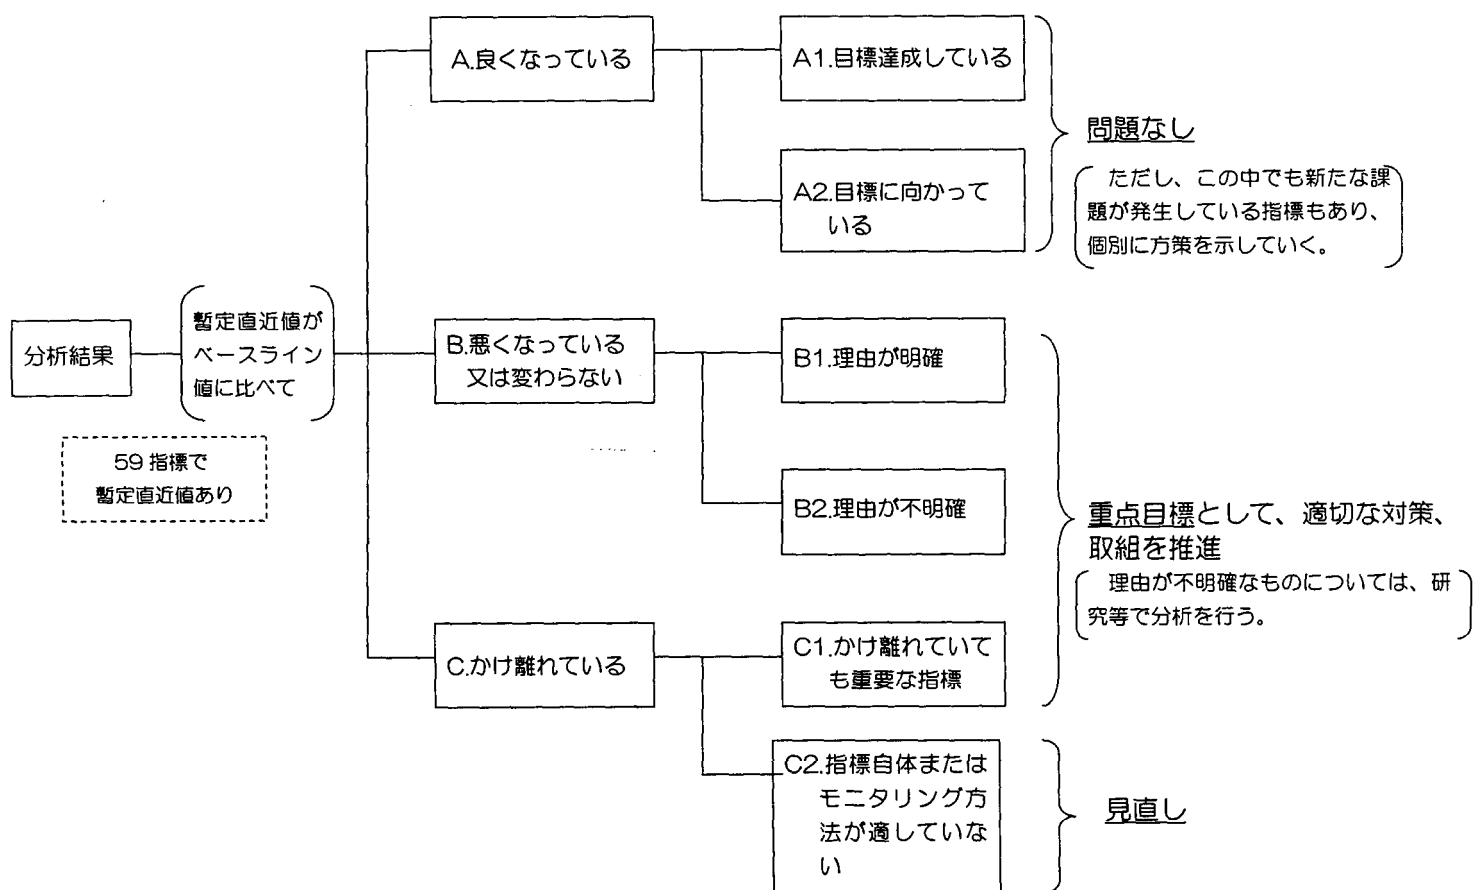 A.良くなっている
A1.目標達成している
問題なし
A2.目標に向かって
いる
ただし、この中でも新たな課
題が発生している指標もあり、
個別に方策を示していく。
分析結果
暫定直近値が
ベースライン
値に比べて
59指標で
暫定直近値あり
B.悪くなっている
又は変わらない
B1.理由が明確
B2.理由が不明確
重点目標として、適切な対策、
取組を推進
理由が不明確なものについては、研
究等で分析を行う。
C.かけ離れている
C1.かけ離れていて
も重要な指標
C2.指標自体または
モニタリング方
法が適していな
い
見直し